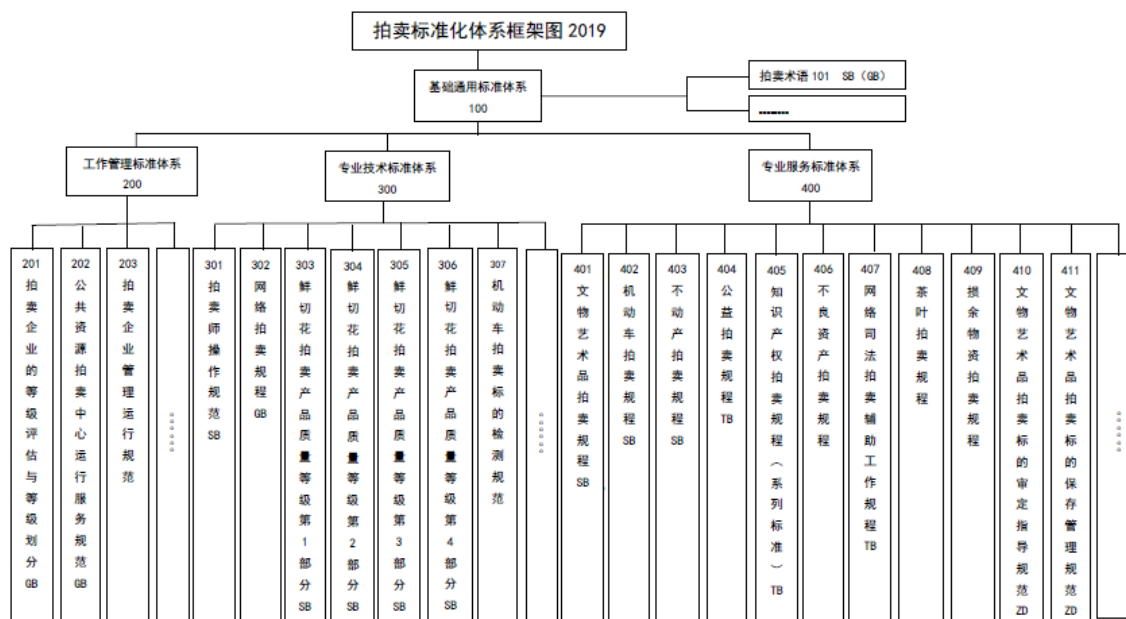 拍卖标准化体系框架图 2019
基础通用标准体系
100
拍卖术语 101 SB（GB）
………
工作管理标准体系
200
专业技术标准体系
300
专业服务标准体系
400
201 拍卖企业的等级评估与等级划分 GB
202 公共资源拍卖中心运行服务规范 GB
203 拍卖企业管理运行规范
……
301 拍卖师操作规范 SB
302 网络拍卖规程 GB
303 鲜切花拍卖产品质量等级第1部分 SB
304 鲜切花拍卖产品质量等级第2部分 SB
305 鲜切花拍卖产品质量等级第3部分 SB
306 鲜切花拍卖产品质量等级第4部分 SB
307 机动车拍卖标的检测规范
……
401 文物艺术品拍卖规程 SB
402 机动车拍卖规程 SB
403 不动产拍卖规程 SB
404 公益拍卖规程 TB
405 知识产权拍卖规程（系列标准）TB
406 不良资产拍卖规程
407 网络司法拍卖辅助工作规程 TB
408 茶叶拍卖规程
409 损余物资拍卖规程
410 文物艺术品拍卖标的审定指导规范 ZD
411 文物艺术品拍卖标的保存管理规范 ZD
……